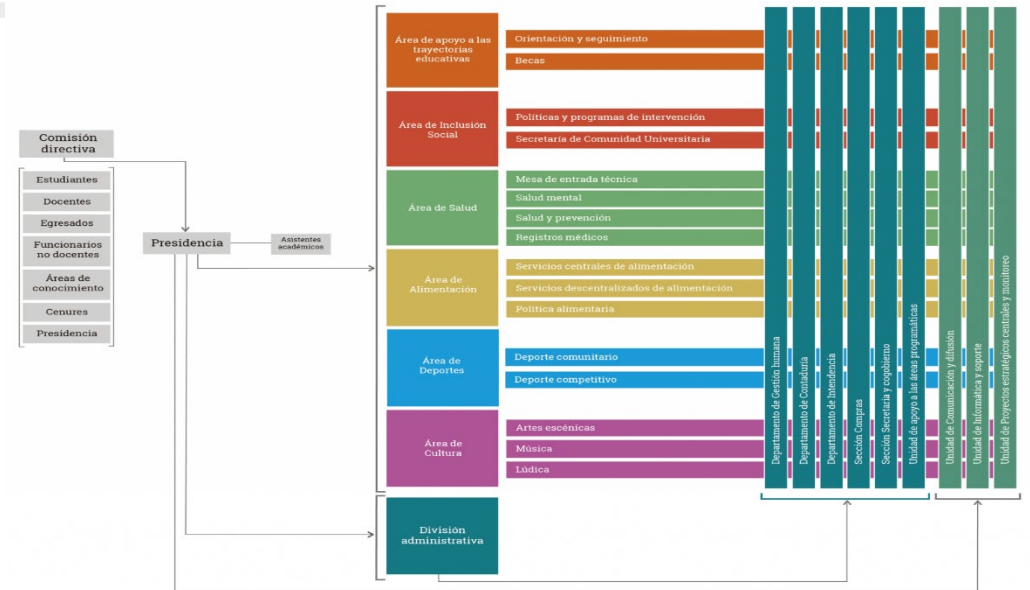 Comisión
directiva
Estudiantes
Docentes
Egresados
Funcionarios
no docentes
Áreas de
conocimiento
Cenures
Presidencia
Presidencia
Asistentes
académicos
Área de apoyo a las
trayectorias
educativas
Orientación y seguimiento
Becas
Área de Inclusión
Social
Políticas y programas de intervención
Secretaría de Comunidad Universitaria
Área de Salud
Mesa de entrada técnica
Salud mental
Salud y prevención
Registros médicos
Área de
Alimentación
Servicios centrales de alimentación
Servicios descentralizados de alimentación
Política alimentaria
Área de
Deportes
Deporte comunitario
Deporte competitivo
Área de
Cultura
Artes escénicas
Música
Lúdica
División
administrativa
Departamento de Gestión humana
Departamento de Contaduría
Departamento de Intendencia
Sección Compras
Sección Secretaría y cogobierno
Unidad de apoyo a las áreas programáticas
Unidad de Comunicación y difusión
Unidad de Informática y soporte
Unidad de Proyectos estratégicos centrales y monitoreo